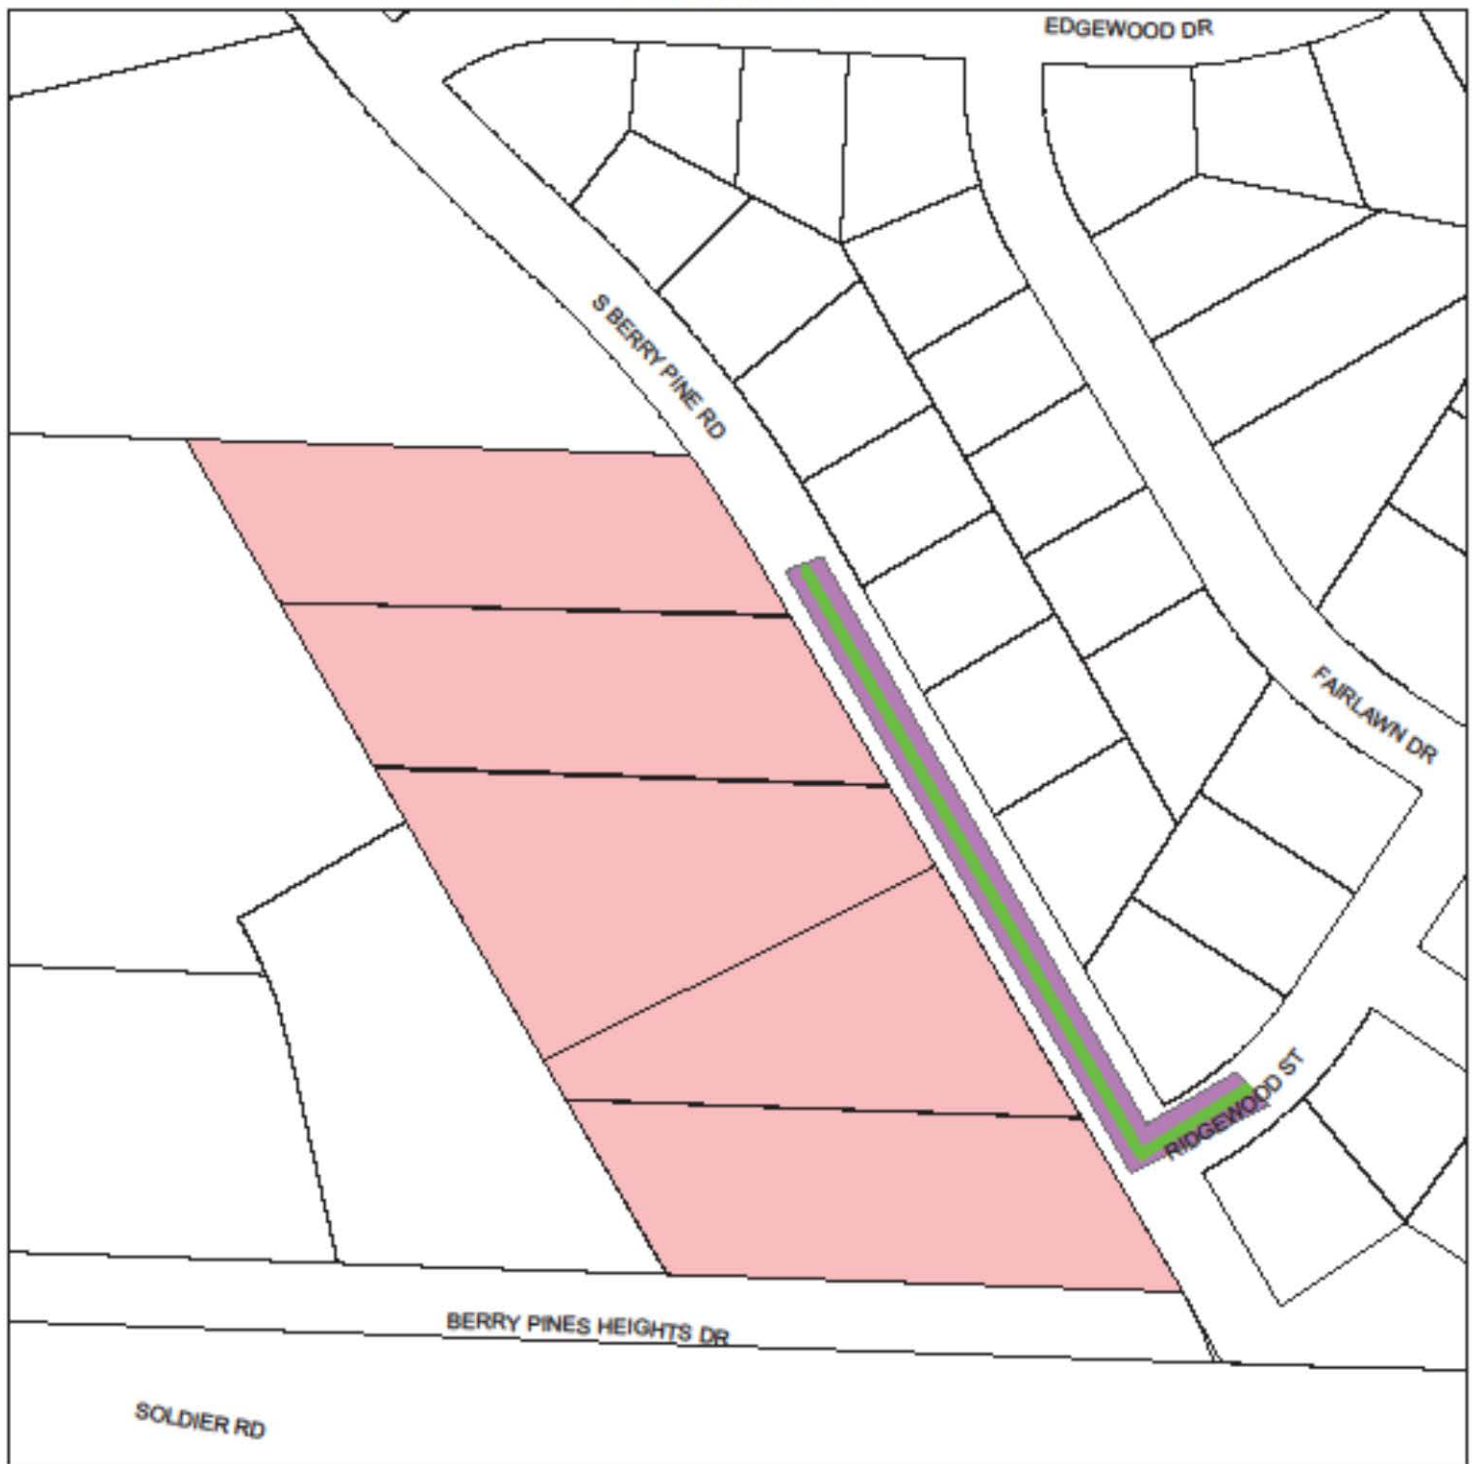 EDGEWOOD DR
S BERRY PINE RD
FAIRLAWN DR
RIDGEWOOD ST
BERRY PINES HEIGHTS DR
SOLDIER RD